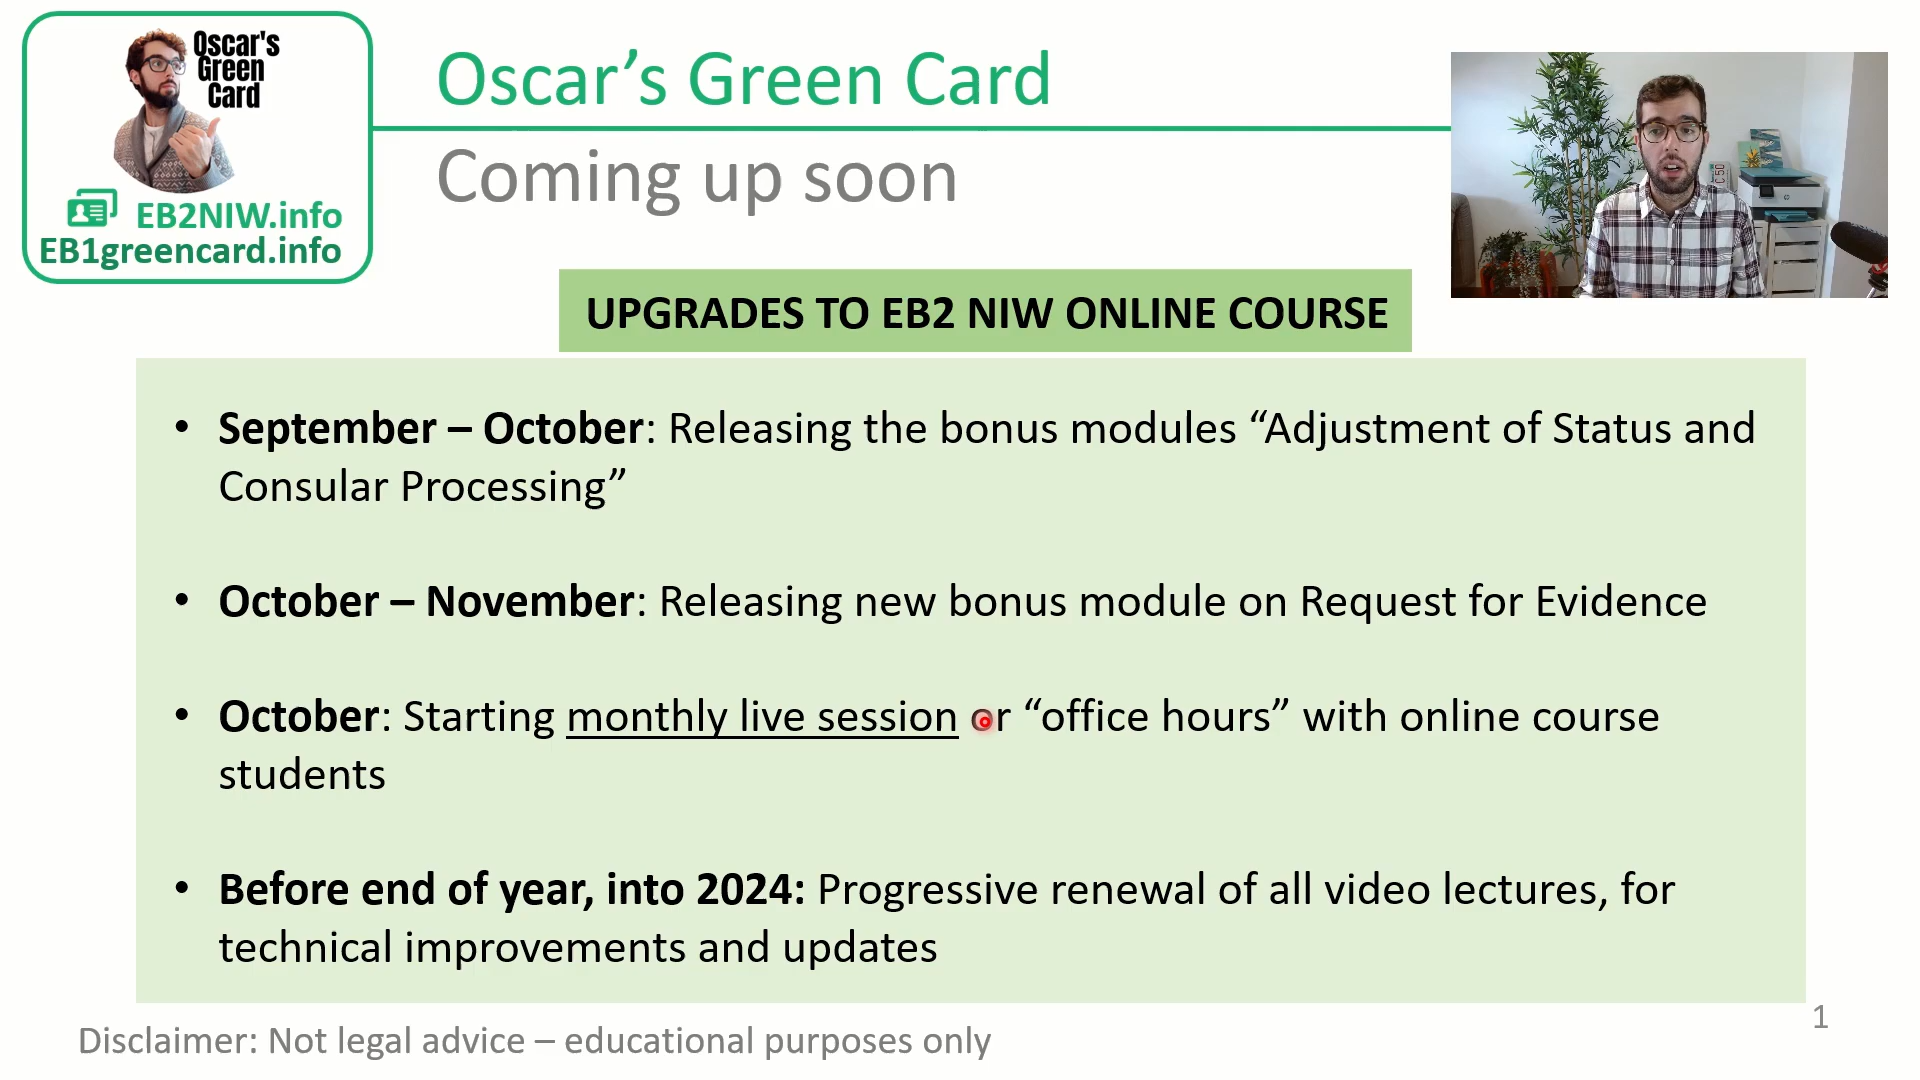 Oscar's
Green
Card
EB2NIW.info
EB1greencard.info
Oscar’s Green Card
Coming up soon
UPGRADES TO EB2 NIW ONLINE COURSE
• September – October: Releasing the bonus modules “Adjustment of Status and
Consular Processing”
• October – November: Releasing new bonus module on Request for Evidence
• October: Starting monthly live session or “office hours” with online course
students
• Before end of year, into 2024: Progressive renewal of all video lectures, for
technical improvements and updates
Disclaimer: Not legal advice – educational purposes only
1